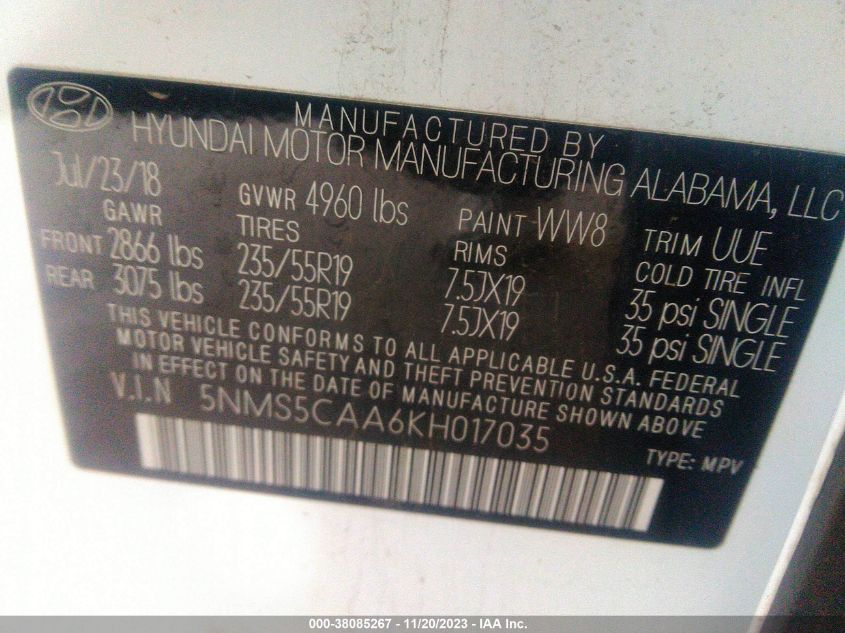 MANUFACTURED BY
HYUNDAI MOTOR MANUFACTURING ALABAMA, LLC
Jul/23/18 GVWR 4960 lbs PAINT WW8 TRIM UUE
GAWR TIRES RIMS COLD TIRE INFL
FRONT 2866 lbs 235/55R19 7.5JX19 35 psi SINGLE
REAR 3075 lbs 235/55R19 7.5JX19 35 psi SINGLE
THIS VEHICLE CONFORMS TO ALL APPLICABLE U.S.A. FEDERAL
MOTOR VEHICLE SAFETY AND THEFT PREVENTION STANDARDS
IN EFFECT ON THE DATE OF MANUFACTURE SHOWN ABOVE
V.I.N 5NMS5CAA6KH017035
TYPE: MPV
000-38085267 - 11/20/2023 - IAA Inc.